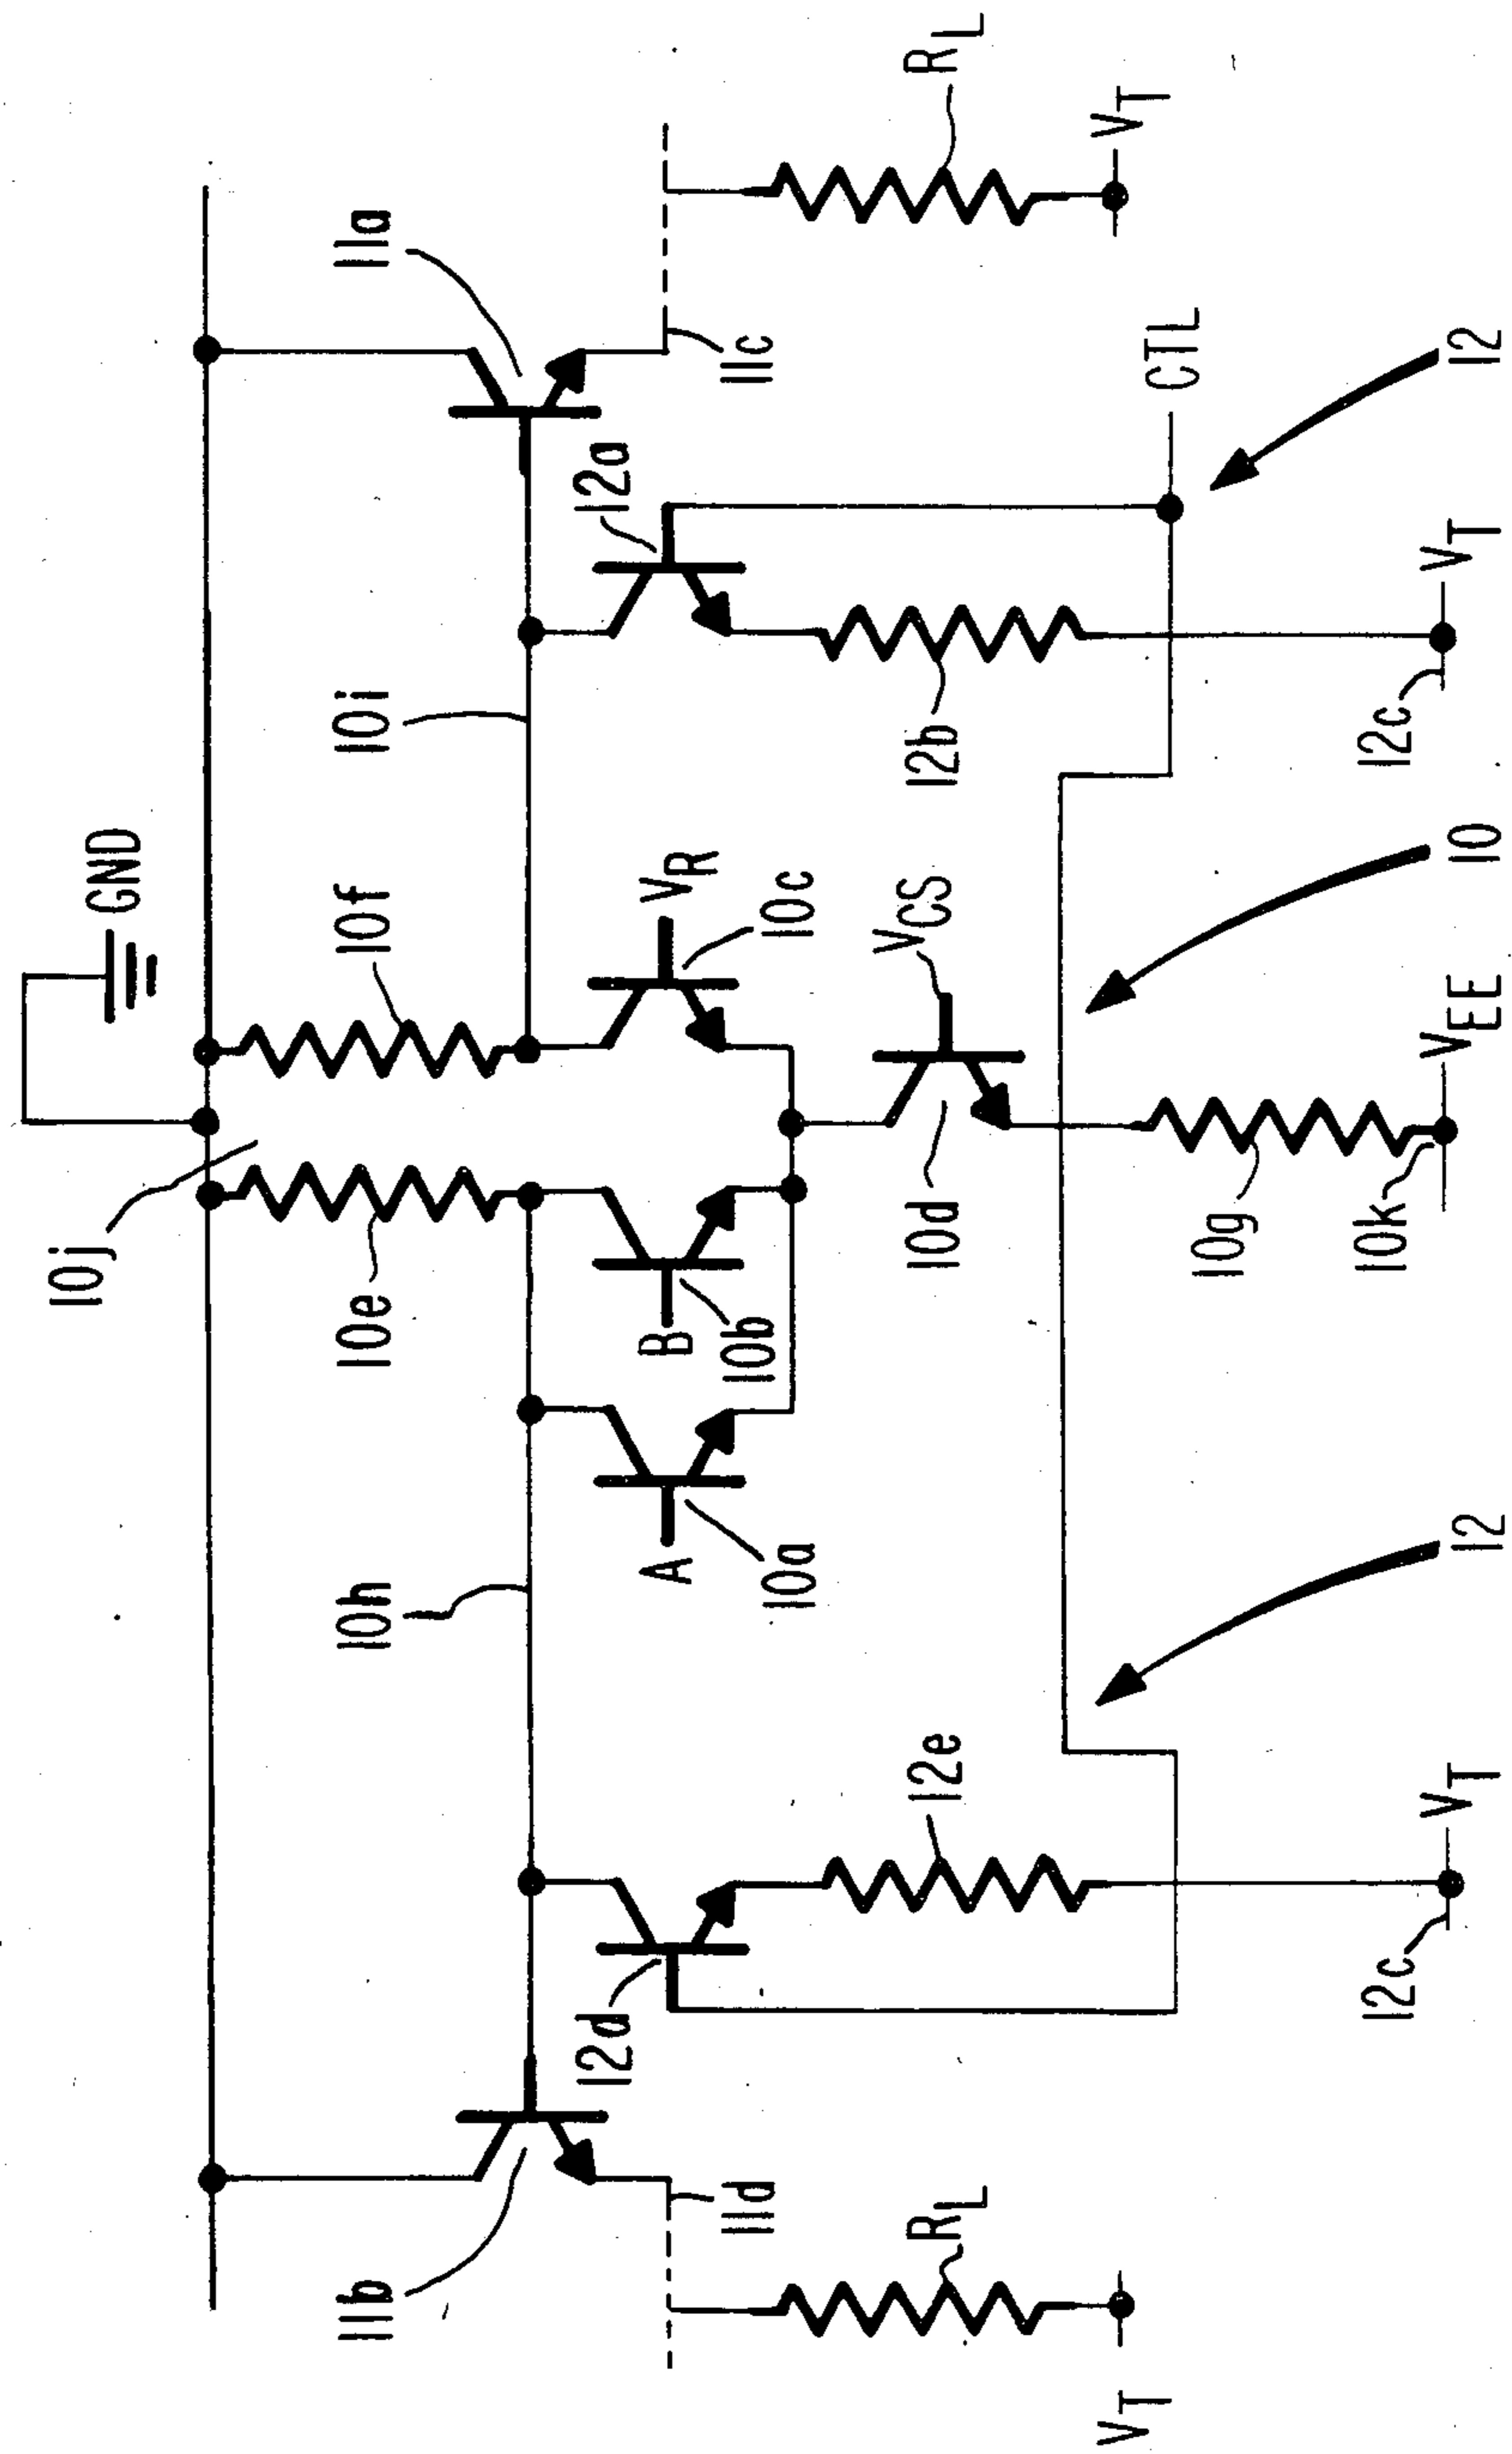 10j
GND
11b
10h
10e
10f
10i
11a
12d
12a
A
B
VR
11d
10b
11c
10a
10c
RL
12e
10d
VCS
12b
RL
VT
VT
CTL
10g
12c
10k
12c
VT
VEE
VT
12
10
12